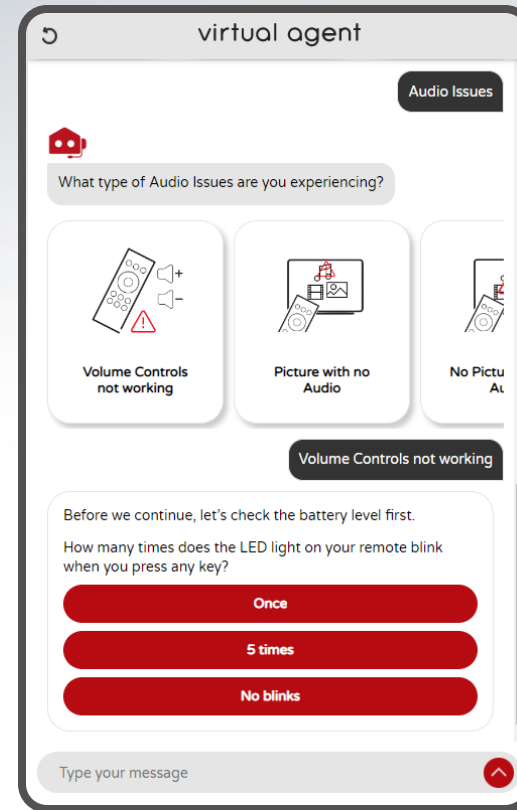 virtual agent
Audio Issues
What type of Audio Issues are you experiencing?
Volume Controls
not working
Picture with no
Audio
No Pictu
Au
Volume Controls not working
Before we continue, let's check the battery level first.
How many times does the LED light on your remote blink
when you press any key?
Once
5 times
No blinks
Type your message